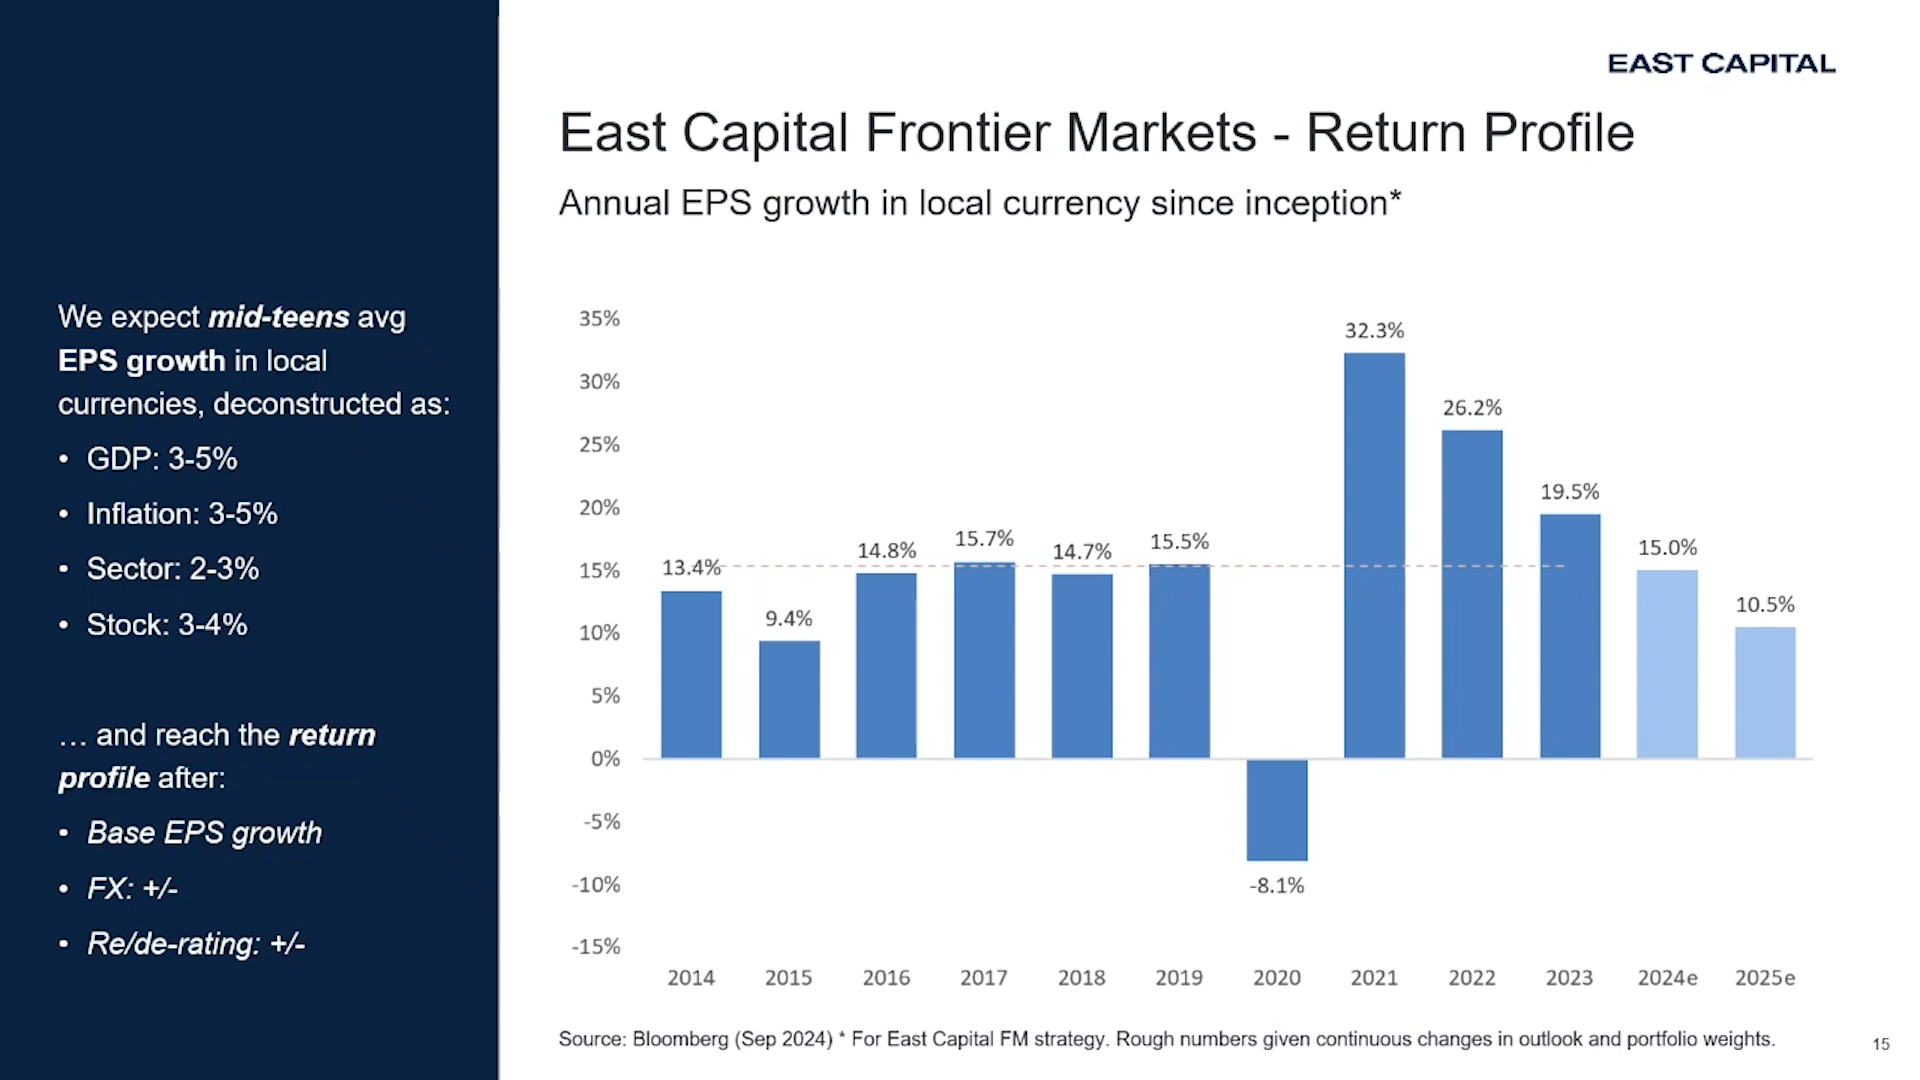 EAST CAPITAL
East Capital Frontier Markets - Return Profile
Annual EPS growth in local currency since inception*
We expect mid-teens avg
EPS growth in local
currencies, deconstructed as:
• GDP: 3-5%
• Inflation: 3-5%
• Sector: 2-3%
• Stock: 3-4%
… and reach the return
profile after:
• Base EPS growth
• FX: +/-
• Re/de-rating: +/-
35%
30%
25%
20%
15%
10%
5%
0%
-5%
-10%
-15%
13.4%
9.4%
14.8%
15.7%
14.7%
15.5%
-8.1%
32.3%
26.2%
19.5%
15.0%
10.5%
2014 2015 2016 2017 2018 2019 2020 2021 2022 2023 2024e 2025e
Source: Bloomberg (Sep 2024) * For East Capital FM strategy. Rough numbers given continuous changes in outlook and portfolio weights.
15